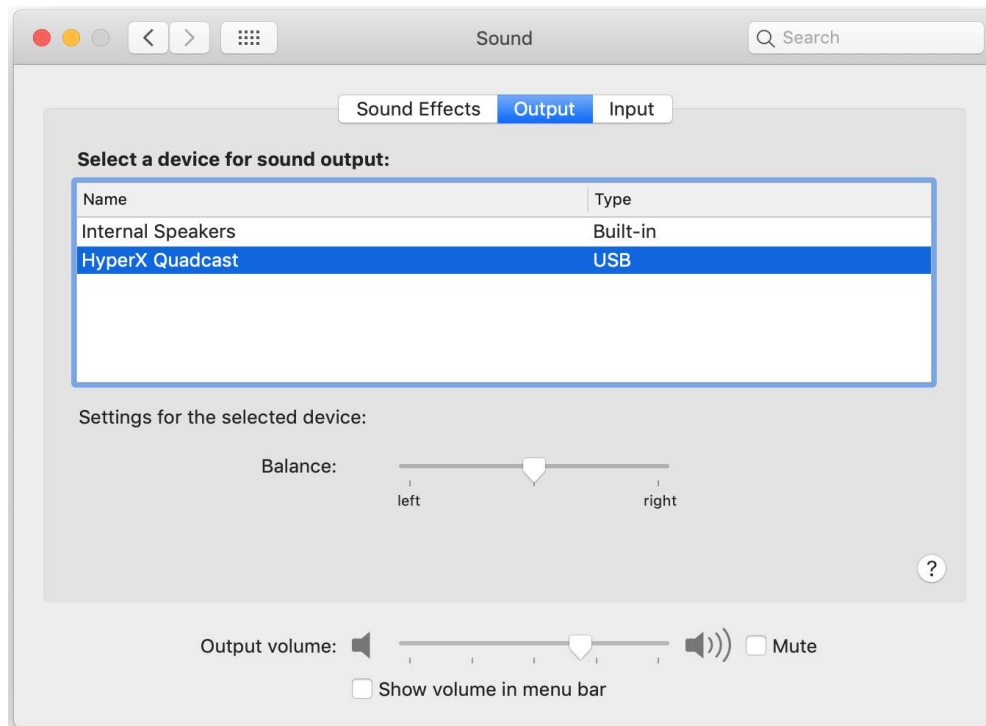 Sound
Search
Sound Effects Output Input
Select a device for sound output:
Name Type
Internal Speakers Built-in
HyperX Quadcast USB
Settings for the selected device:
Balance:
left right
?
Output volume: Mute
Show volume in menu bar